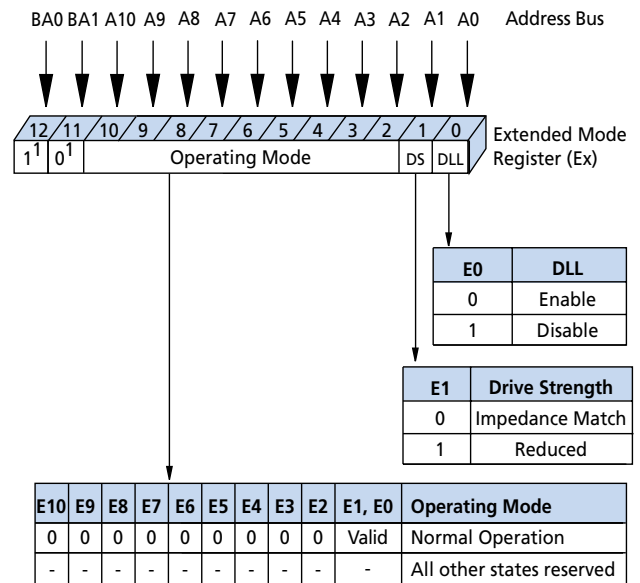 BA0 BA1 A10 A9 A8 A7 A6 A5 A4 A3 A2 A1 A0 Address Bus
12 11 10 9 8 7 6 5 4 3 2 1 0
Extended Mode
Register (Ex)
1¹ 0¹ Operating Mode DS DLL
E0 DLL
0 Enable
1 Disable
E1 Drive Strength
0 Impedance Match
1 Reduced
E10 E9 E8 E7 E6 E5 E4 E3 E2 E1, E0 Operating Mode
0 0 0 0 0 0 0 0 0 Valid Normal Operation
- - - - - - - - - - All other states reserved